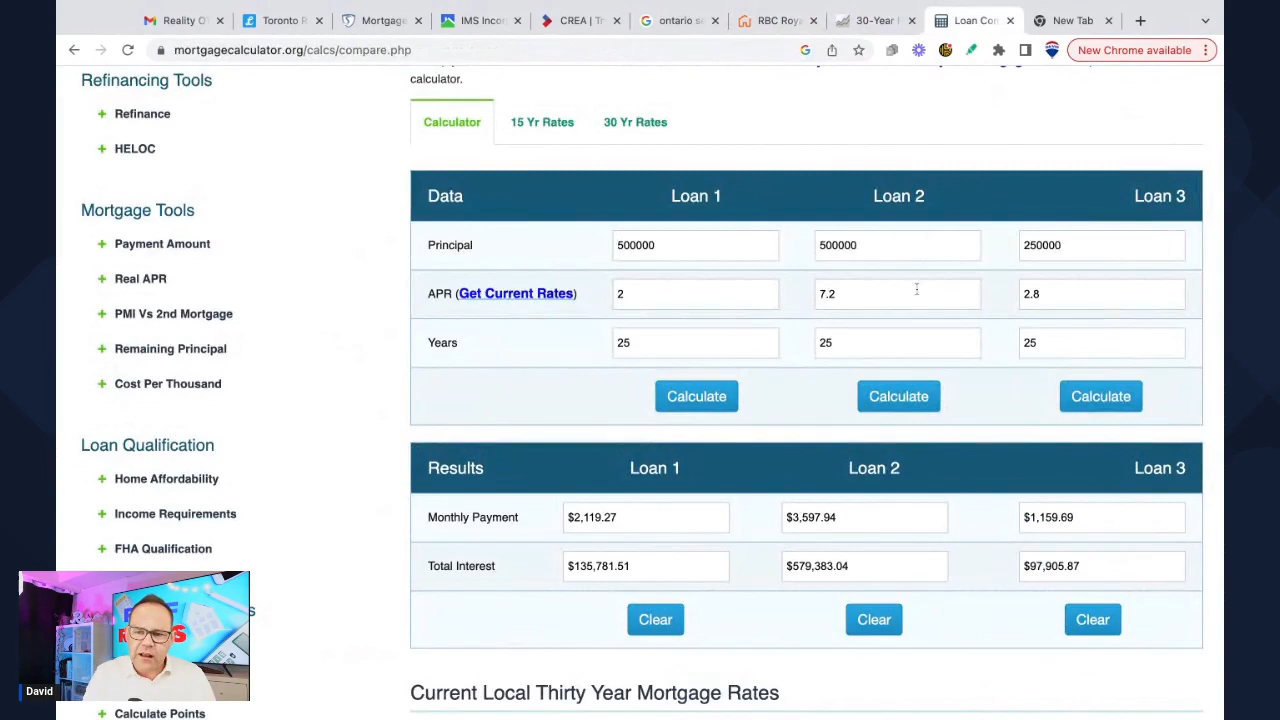 Reality O
Toronto R
Mortgage
IMS Incor
CREA | T
ontario se
RBC Roya
30-Year
Loan Con
New Tab
mortgagecalculator.org/calcs/compare.php
New Chrome available
Refinancing Tools
Refinance
HELOC
Mortgage Tools
Payment Amount
Real APR
PMI Vs 2nd Mortgage
Remaining Principal
Cost Per Thousand
Loan Qualification
Home Affordability
Income Requirements
FHA Qualification
Calculate Points
calculator.
Calculator 15 Yr Rates 30 Yr Rates
Data Loan 1 Loan 2 Loan 3
Principal 500000 500000 250000
APR (Get Current Rates) 2 7.2 2.8
Years 25 25 25
Calculate Calculate Calculate
Results Loan 1 Loan 2 Loan 3
Monthly Payment $2,119.27 $3,597.94 $1,159.69
Total Interest $135,781.51 $579,383.04 $97,905.87
Clear Clear Clear
Current Local Thirty Year Mortgage Rates
David